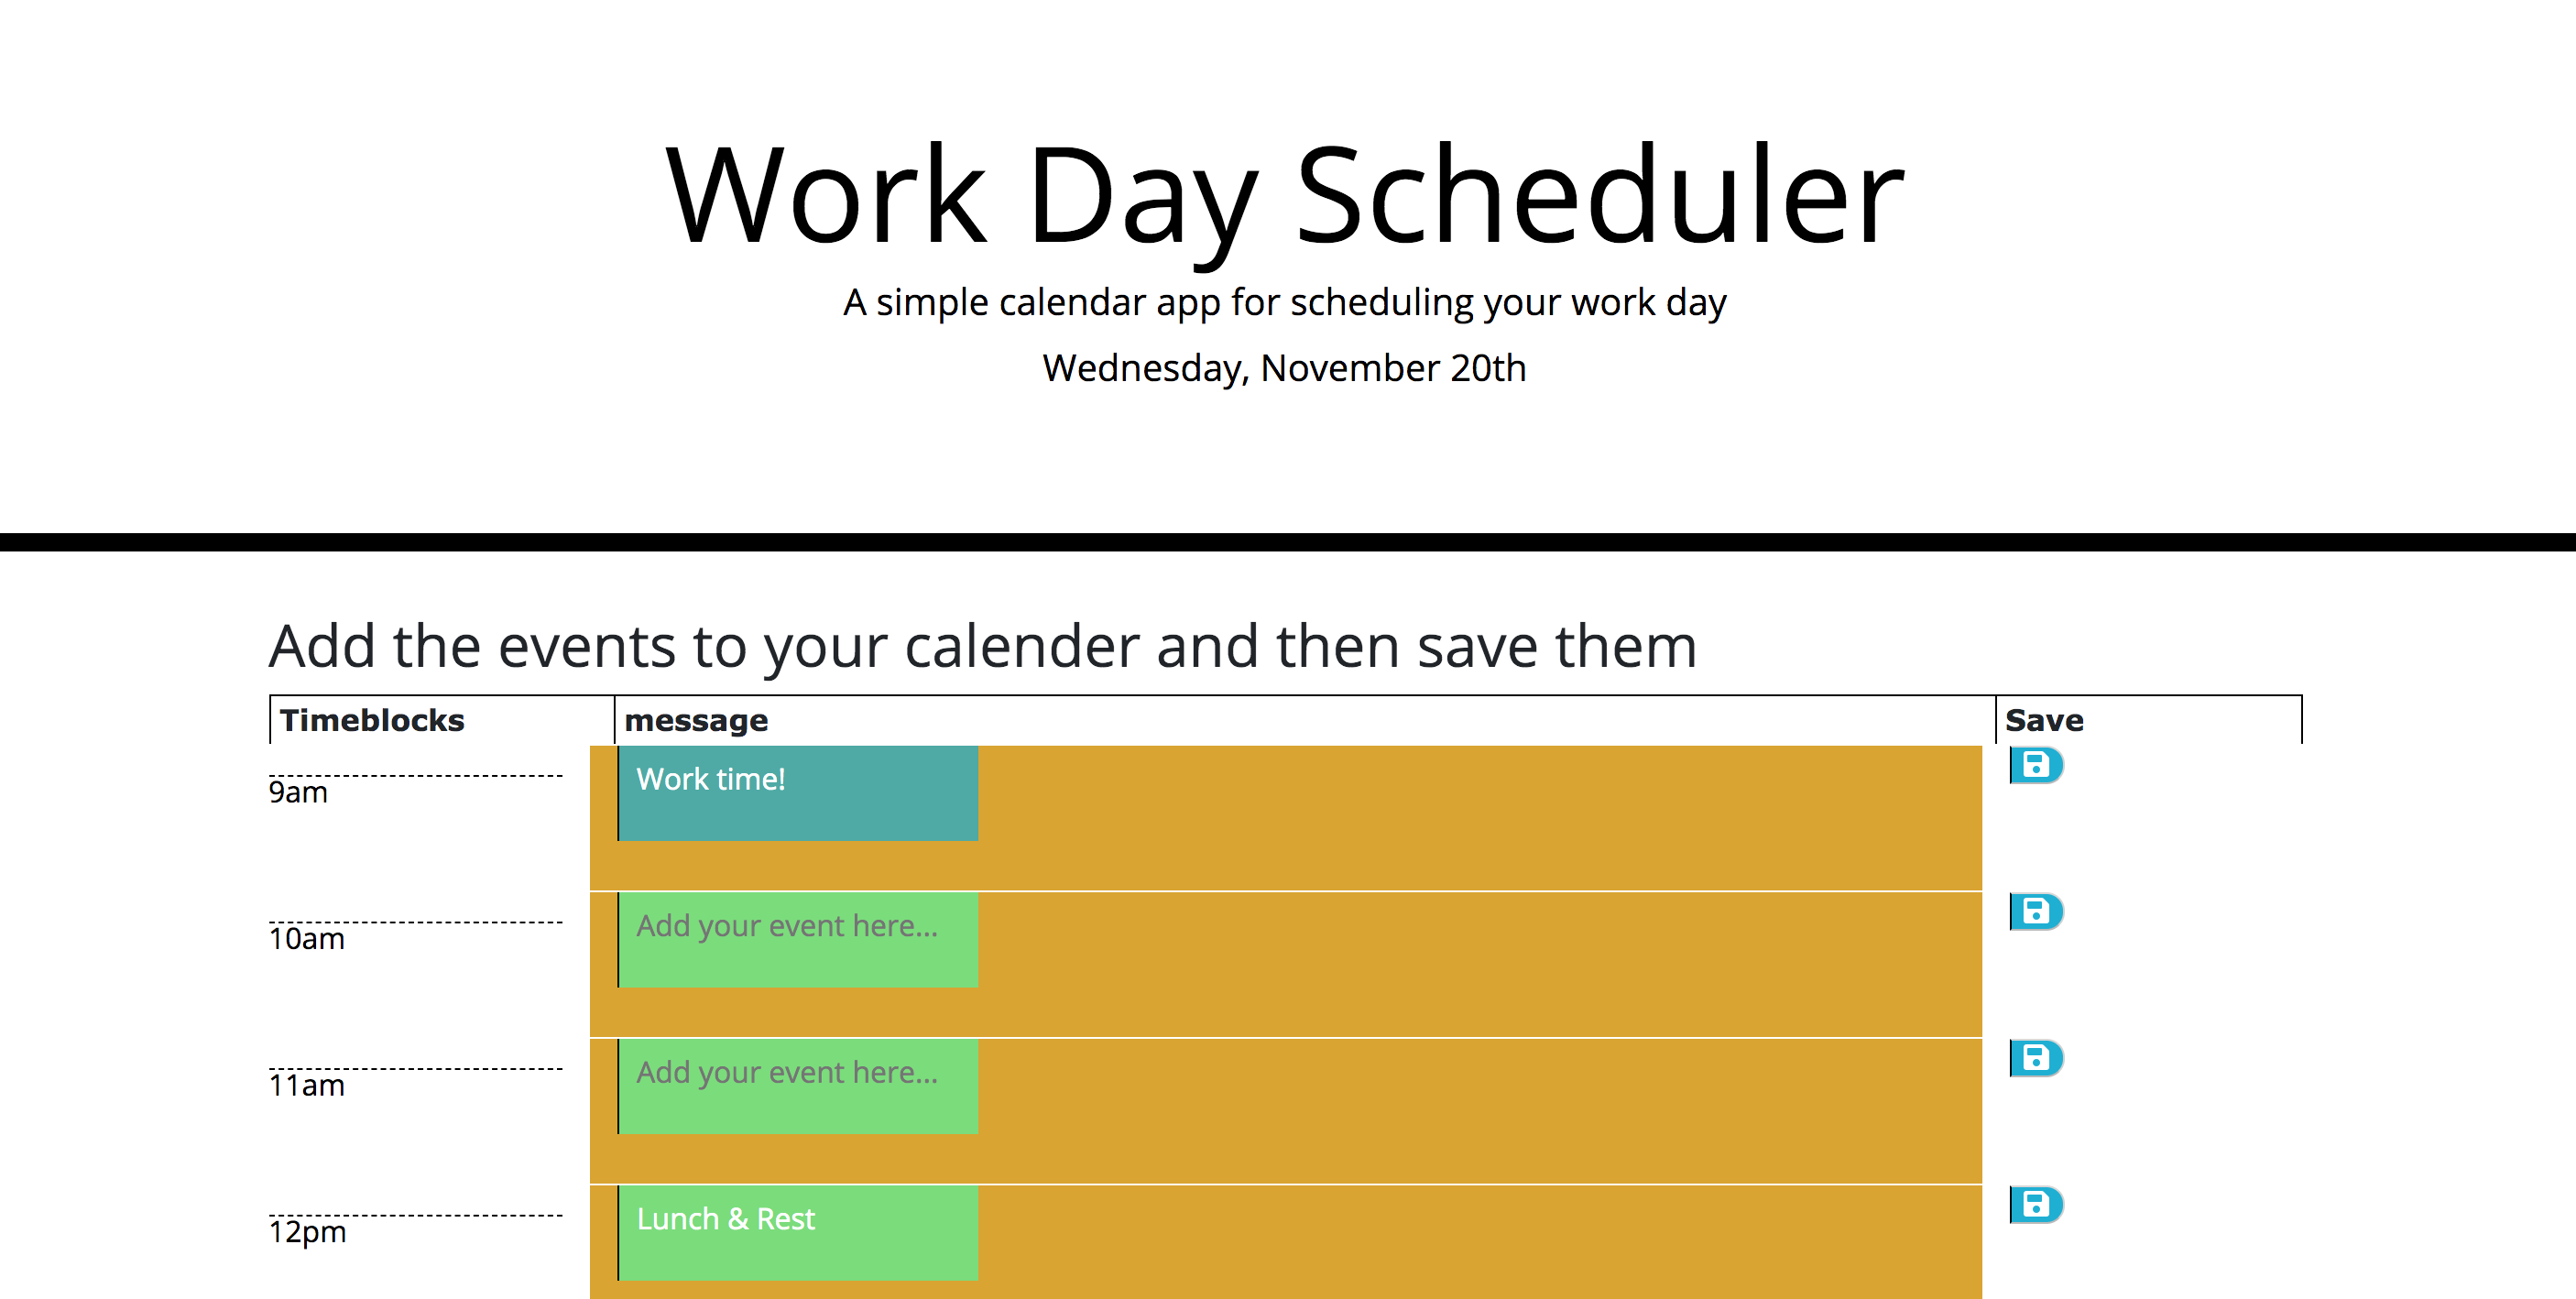 Work Day Scheduler
A simple calendar app for scheduling your work day
Wednesday, November 20th
Add the events to your calender and then save them
Timeblocks message Save
9am Work time!
10am Add your event here...
11am Add your event here...
12pm Lunch & Rest